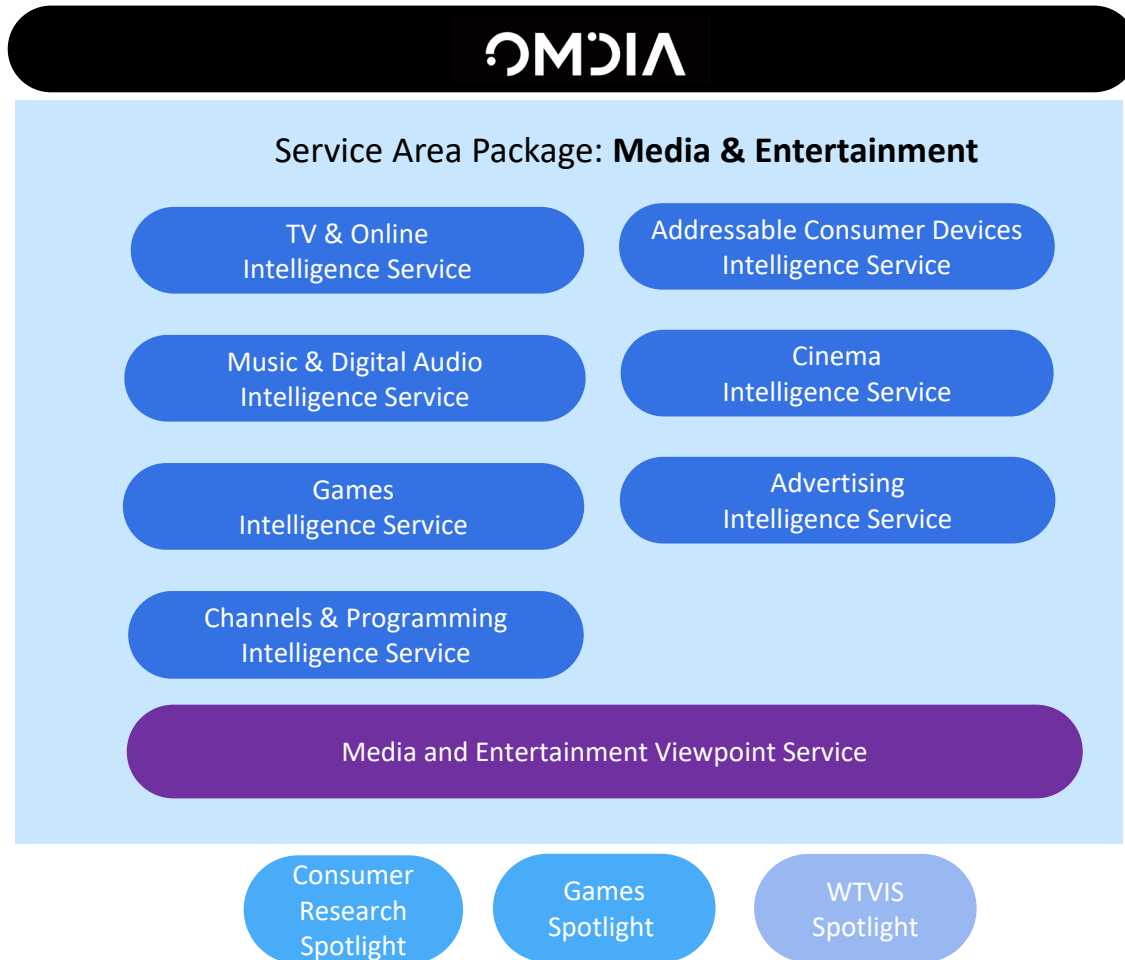 OMDIA
Service Area Package: Media & Entertainment
TV & Online
Intelligence Service
Addressable Consumer Devices
Intelligence Service
Music & Digital Audio
Intelligence Service
Cinema
Intelligence Service
Games
Intelligence Service
Advertising
Intelligence Service
Channels & Programming
Intelligence Service
Media and Entertainment Viewpoint Service
Consumer
Research
Spotlight
Games
Spotlight
WTVIS
Spotlight